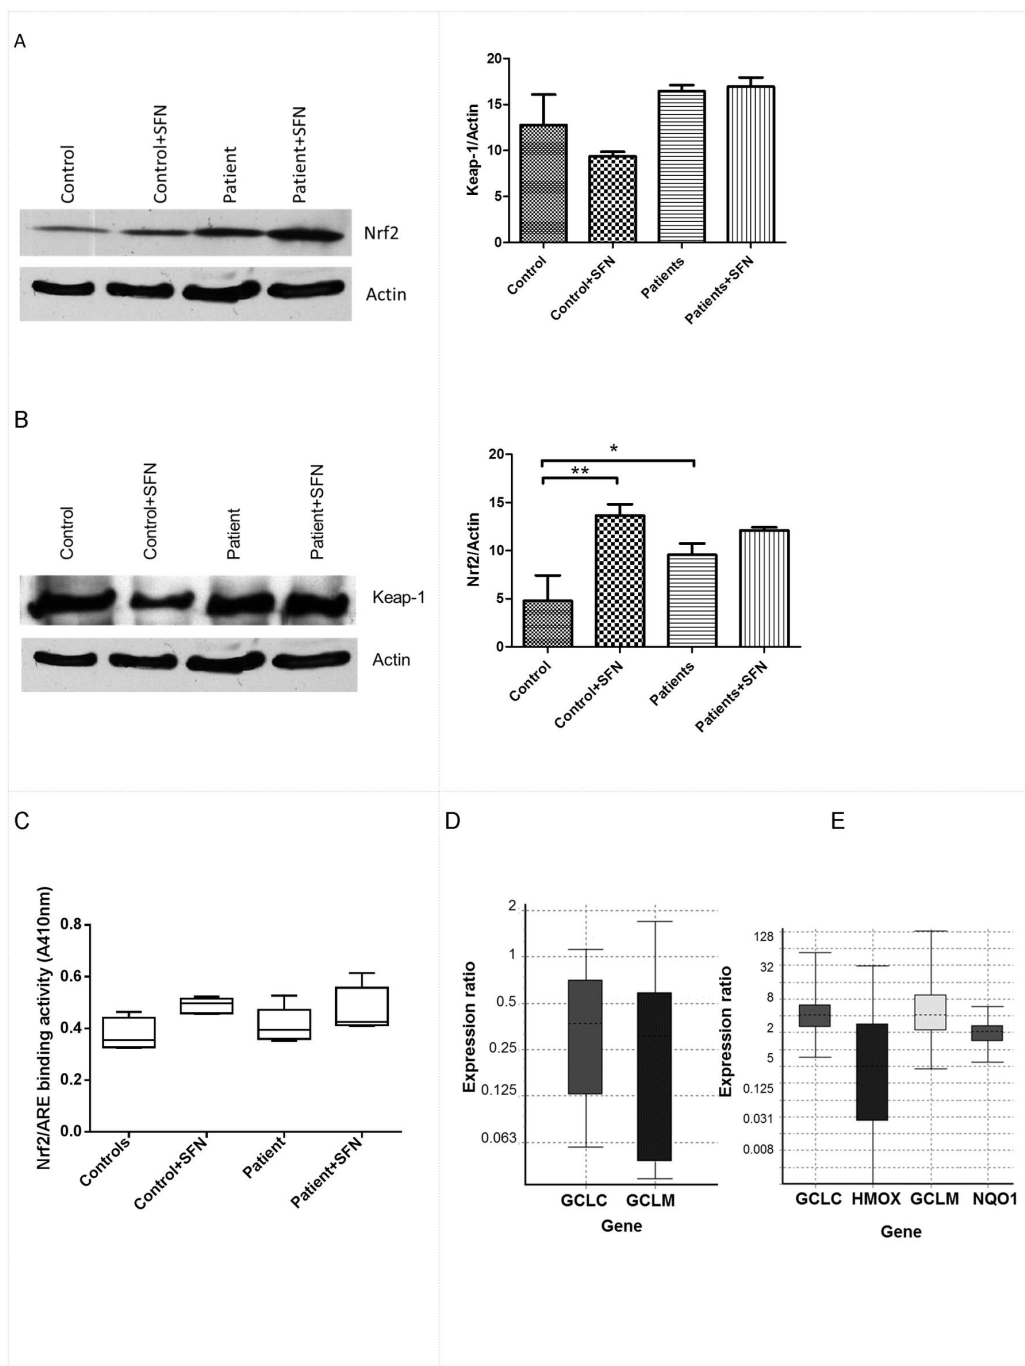 A
Control
Control+SFN
Patient
Patient+SFN
Nrf2
Actin
Keap-1/Actin
20
15
10
5
0
Control
Control+SFN
Patients
Patients+SFN
B
Control
Control+SFN
Patient
Patient+SFN
Keap-1
Actin
Nrf2/Actin
20
15
10
5
0
*
**
Control
Control+SFN
Patients
Patients+SFN
C
Nrf2/ARE binding activity (A410nm)
0.8
0.6
0.4
0.2
0.0
Controls
Control+SFN
Patient
Patient+SFN
D
Expression ratio
2
1
0.5
0.25
0.125
0.063
GCLC GCLM
Gene
E
Expression ratio
128
32
8
2
5
0.125
0.031
0.008
GCLC HMOX GCLM NQO1
Gene